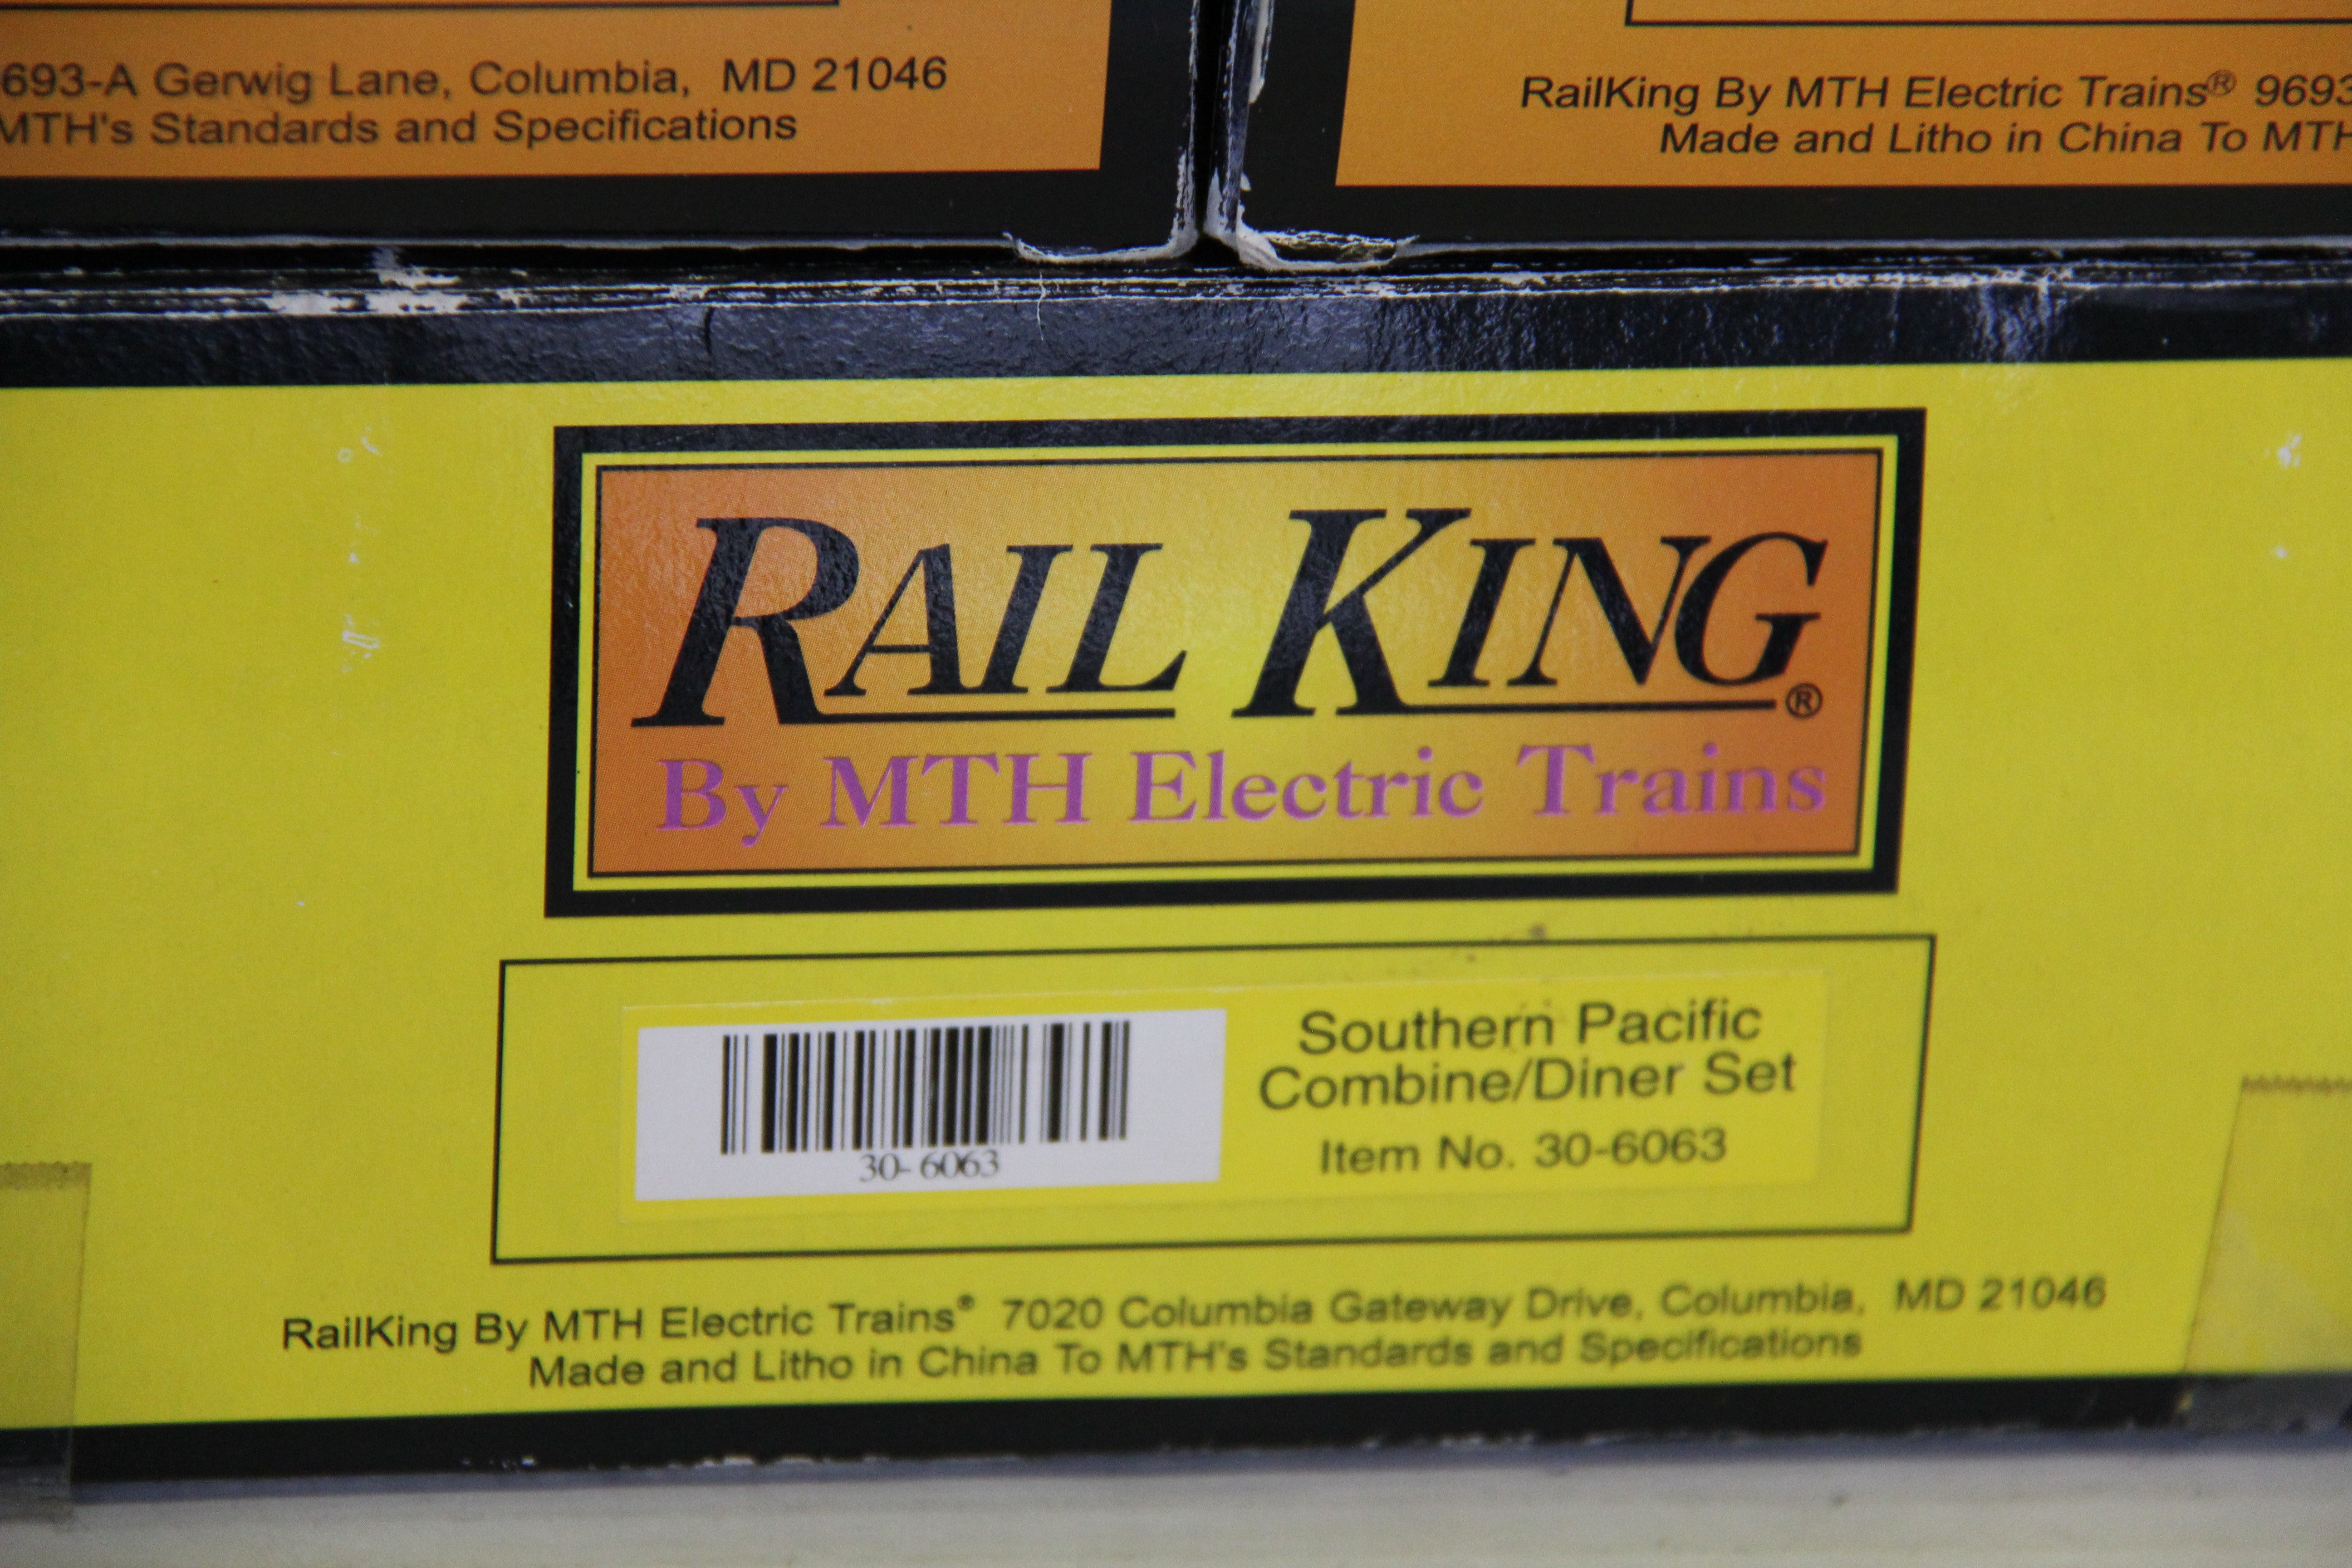 693-A Gerwig Lane, Columbia, MD 21046
MTH's Standards and Specifications
RailKing By MTH Electric Trains® 9693
Made and Litho in China To MTH
RAIL KING®
By MTH Electric Trains
30-6063
Southern Pacific
Combine/Diner Set
Item No. 30-6063
RailKing By MTH Electric Trains® 7020 Columbia Gateway Drive, Columbia, MD 21046
Made and Litho in China To MTH's Standards and Specifications